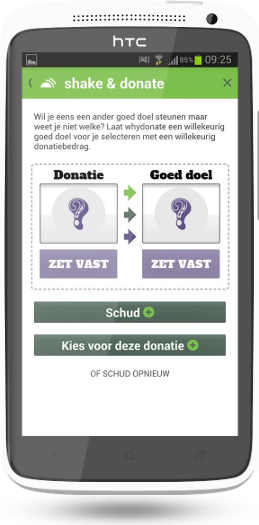 hTC
85% 09:25
shake & donate
Wil je eens een ander goed doel steunen maar
weet je niet welke? Laat whydonate een willekeurig
goed doel voor je selecteren met een willekeurig
donatiebedrag.
Donatie Goed doel
? ?
ZET VAST ZET VAST
Schud
Kies voor deze donatie
OF SCHUD OPNIEUW